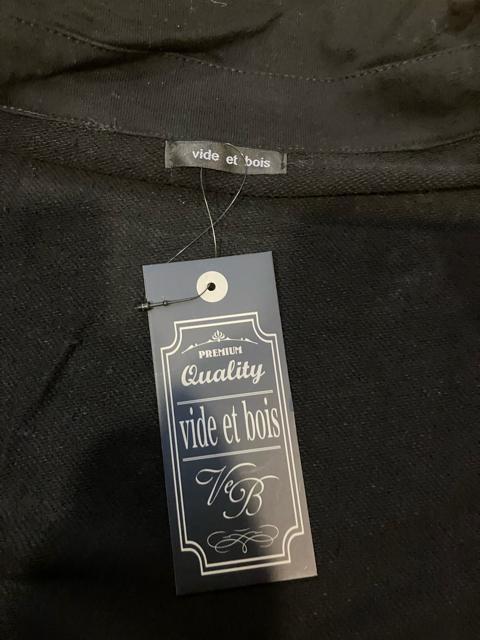 vide et bois
PREMIUM
Quality
vide et bois
VeB